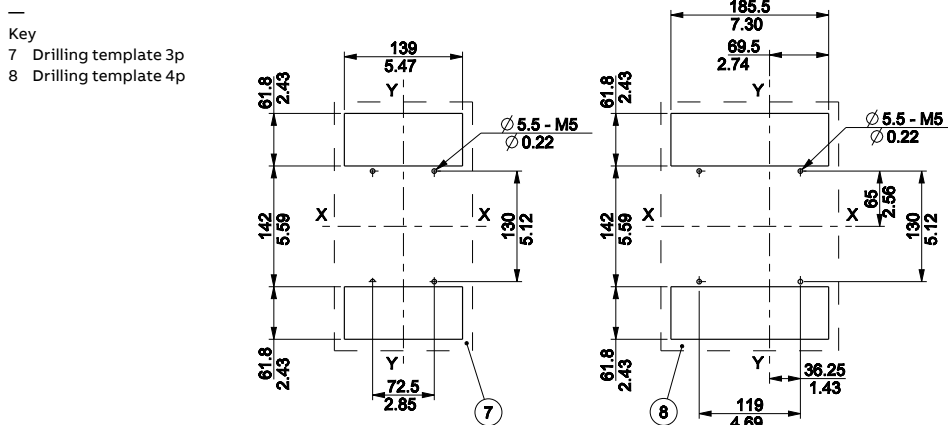 —
Key
7 Drilling template 3p
8 Drilling template 4p
139
5.47
61.8
2.43
Y
Ø 5.5 - M5
Ø 0.22
X
X
142
5.59
130
5.12
61.8
2.43
Y
72.5
2.85
7
185.5
7.30
69.5
2.74
61.8
2.43
Y
Ø 5.5 - M5
Ø 0.22
65
2.56
X
X
142
5.59
130
5.12
61.8
2.43
Y
36.25
1.43
8
119
4.69